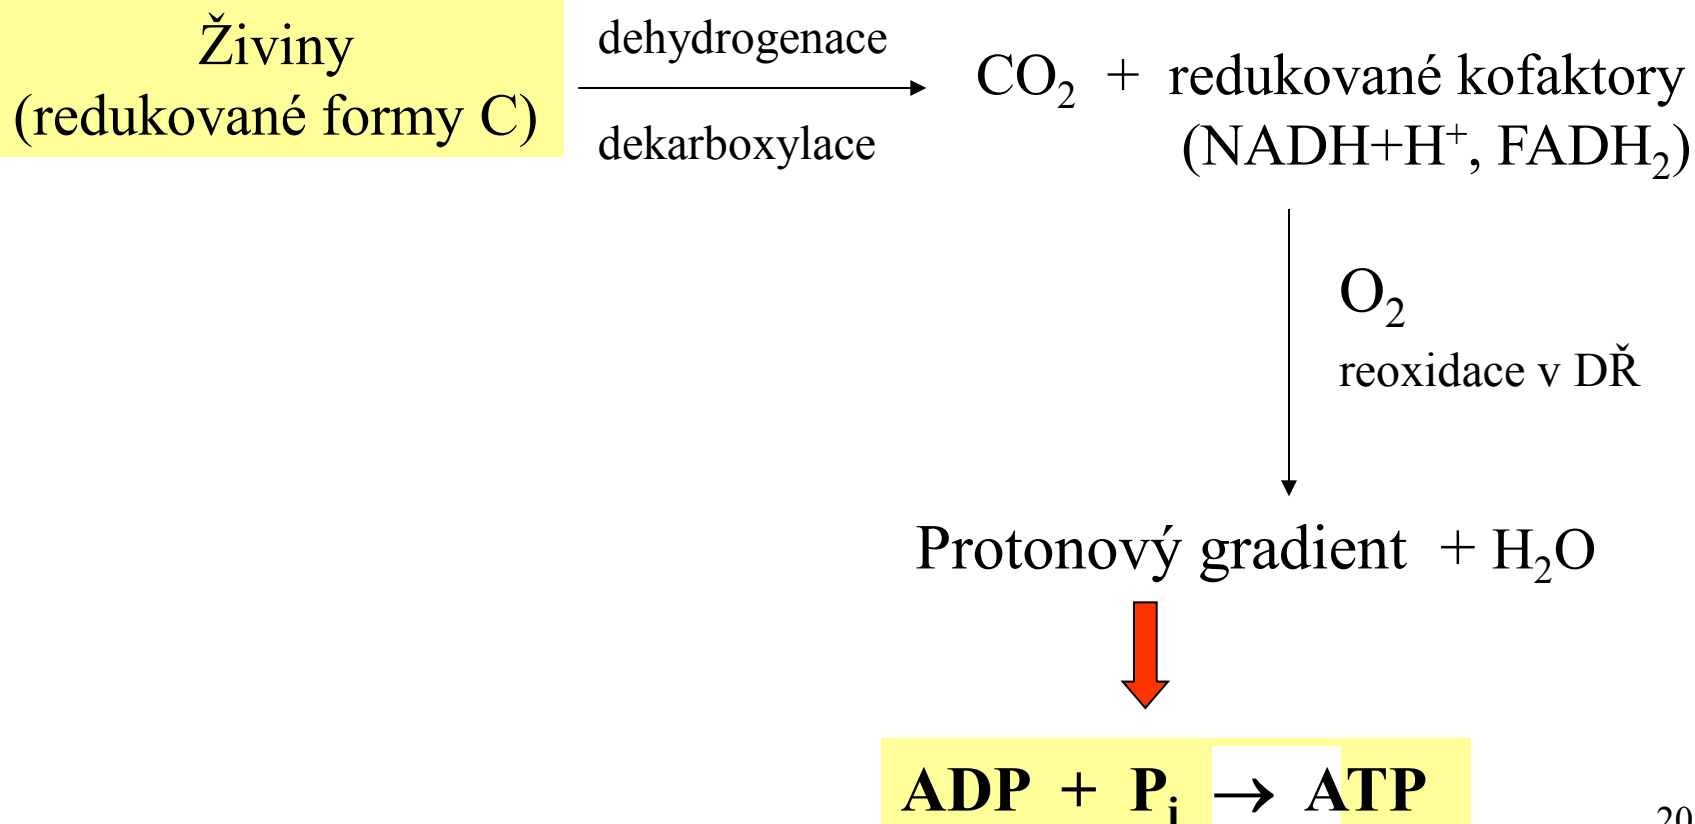 Živiny
(redukované formy C)
dehydrogenace
dekarboxylace
CO₂ + redukované kofaktory
(NADH+H⁺, FADH₂)
O₂
reoxidace v DŘ
Protonový gradient + H₂O
ADP + Pᵢ → ATP
20